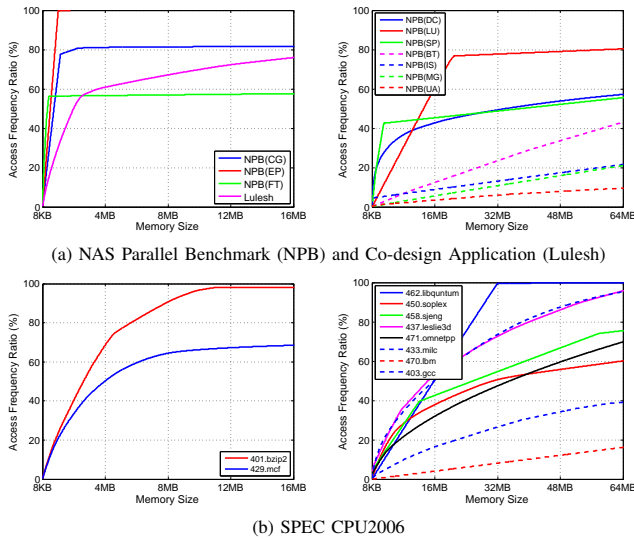 100
80
60
40
20
0
8KB 4MB 8MB 12MB 16MB
Memory Size
Access Frequency Ratio (%)
NPB(CG)
NPB(EP)
NPB(FT)
Lulesh
100
80
60
40
20
0
8KB 16MB 32MB 48MB 64MB
Memory Size
Access Frequency Ratio (%)
NPB(DC)
NPB(LU)
NPB(SP)
NPB(BT)
NPB(IS)
NPB(MG)
NPB(UA)
(a) NAS Parallel Benchmark (NPB) and Co-design Application (Lulesh)
100
80
60
40
20
0
8KB 4MB 8MB 12MB 16MB
Memory Size
Access Frequency Ratio (%)
401.bzip2
429.mcf
100
80
60
40
20
0
8KB 16MB 32MB 48MB 64MB
Memory Size
Access Frequency Ratio (%)
462.libquntum
450.soplex
458.sjeng
437.leslie3d
471.omnetpp
433.milc
470.lbm
403.gcc
(b) SPEC CPU2006